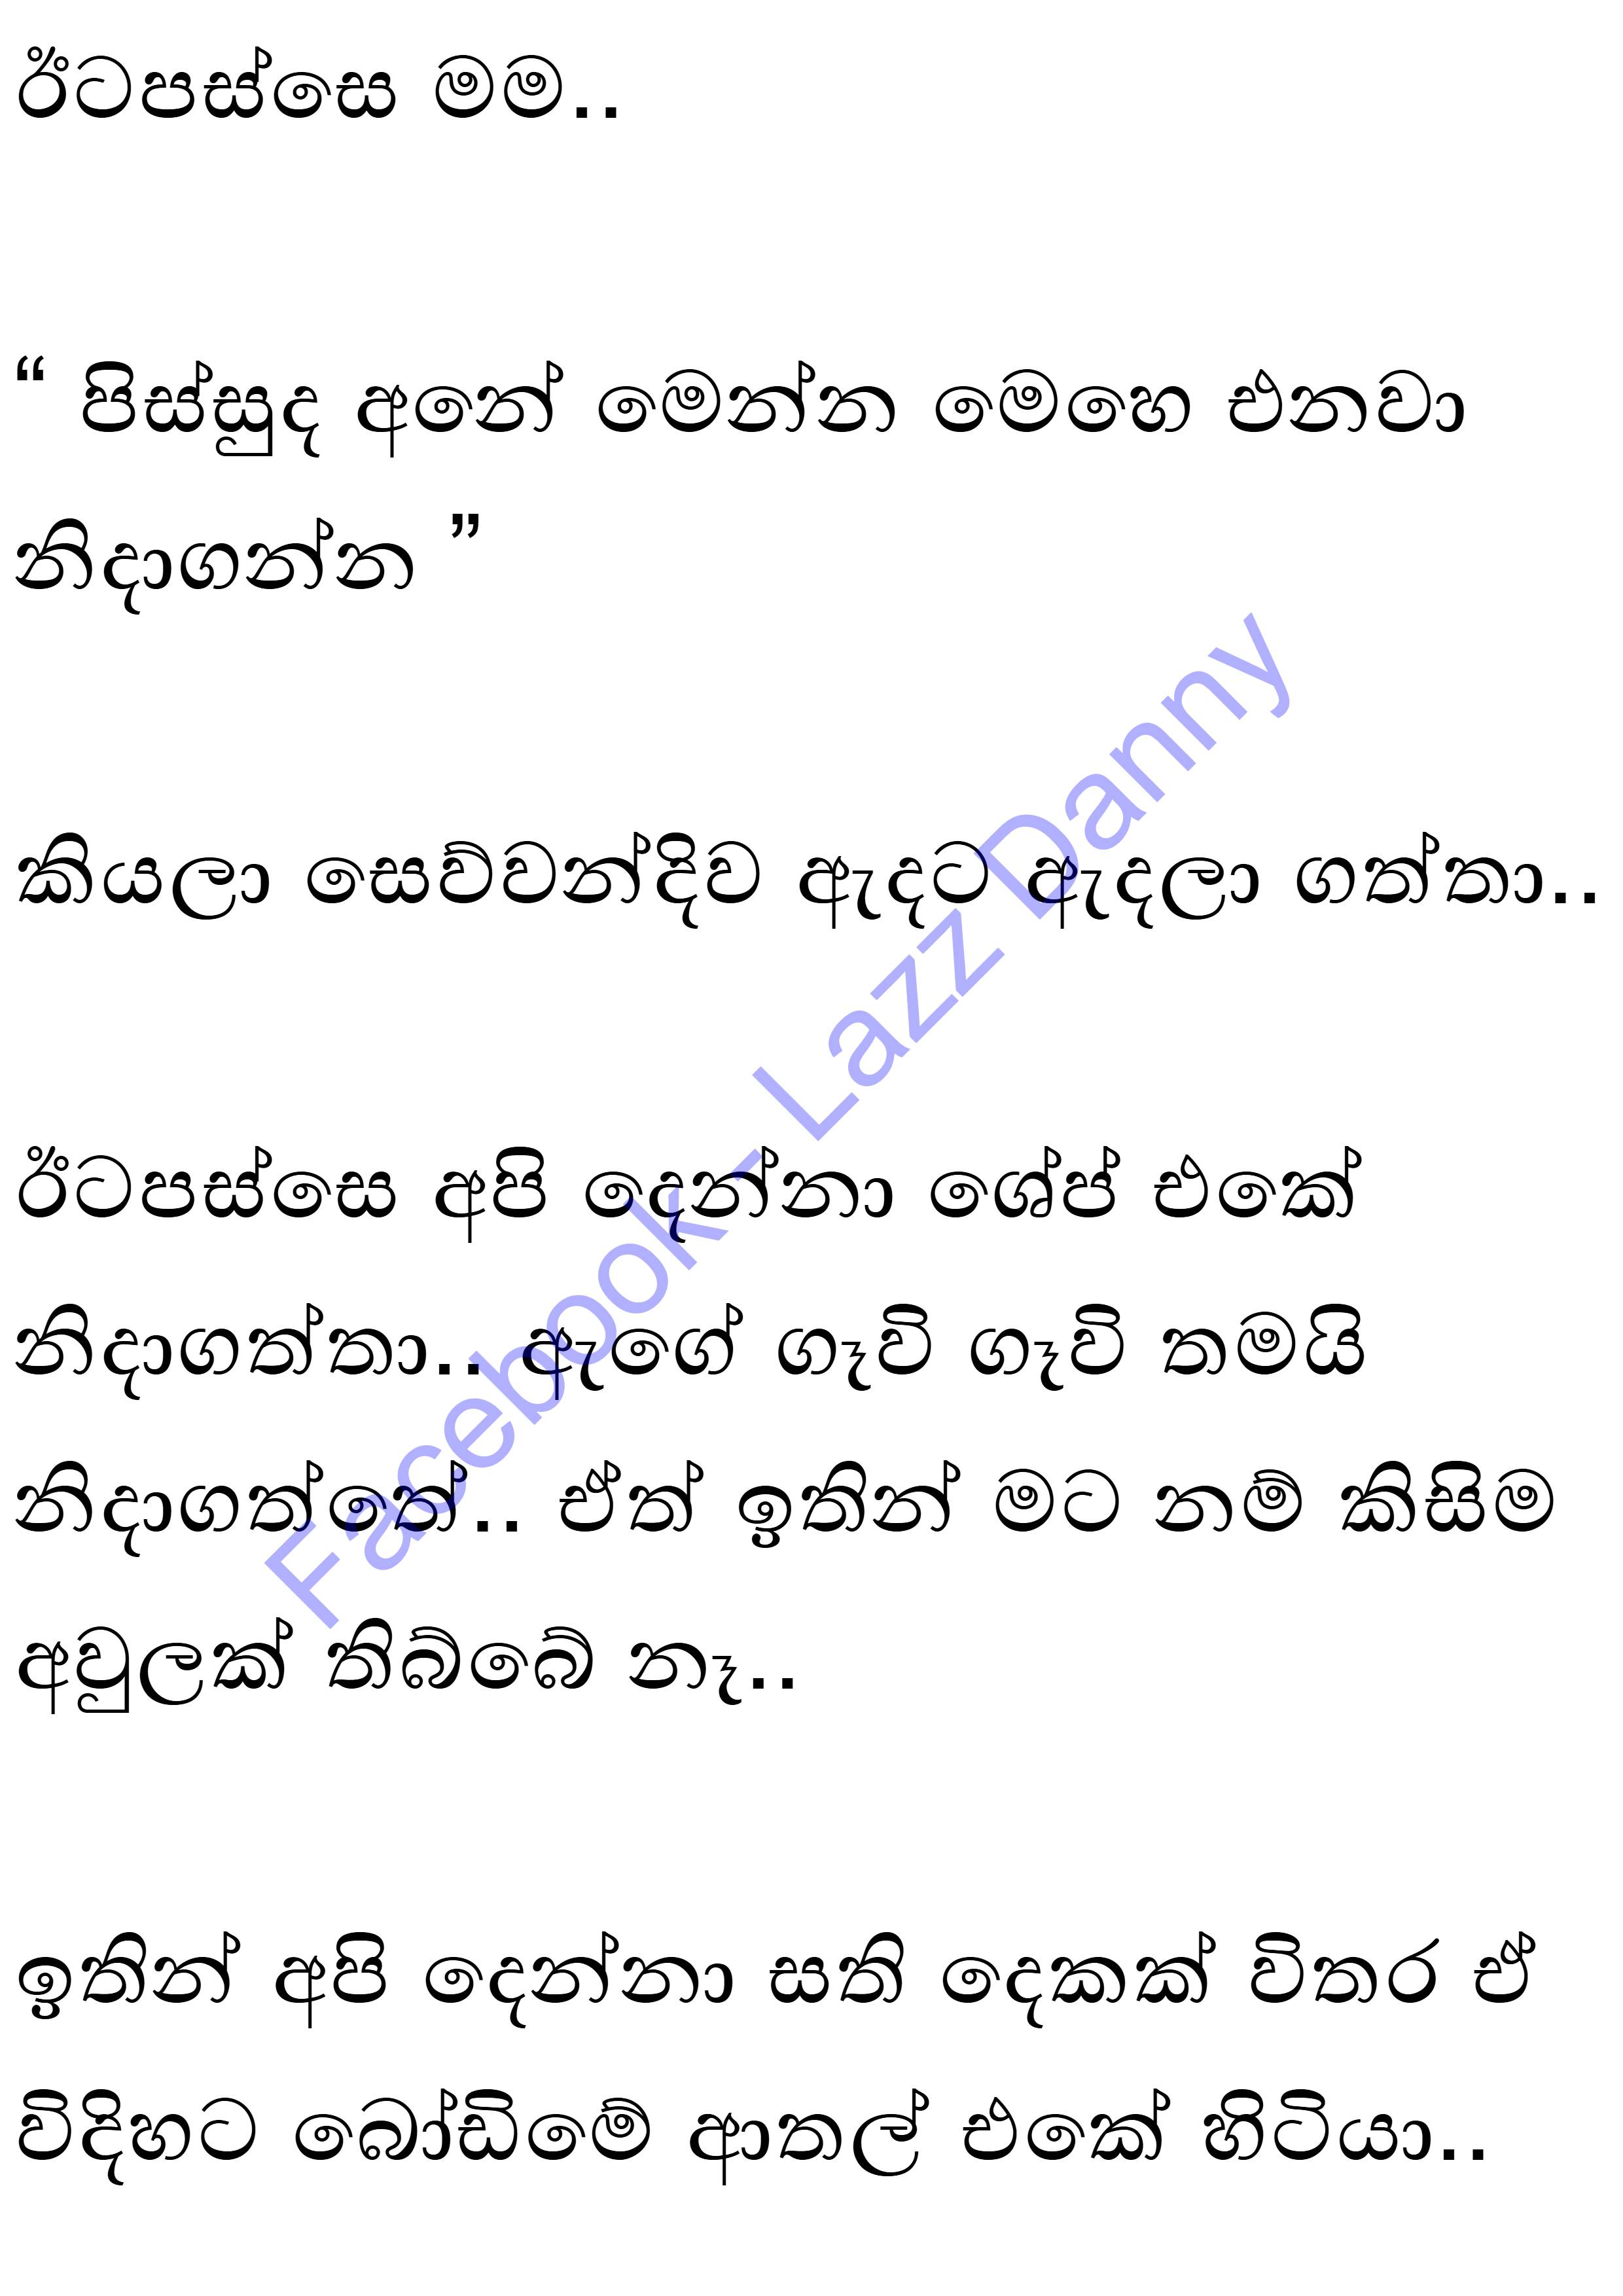 ඊටපස්සෙ මම..
“ පිස්සුද අනේ මෙන්න මෙහෙ එනවා
නිදාගන්න ”
කියලා සෙව්වන්දිව ඇදට ඇදලා ගත්තා..
ඊටපස්සෙ අපි දෙන්නා ශේප් එකේ
නිදාගත්තා.. ඇගේ ගෑවි ගෑවි තමයි
නිදාගත්තේ.. ඒත් ඉතින් මට නම් කිසිම
අවුලක් තිබ්බේ නෑ..
ඉතින් අපි දෙන්නා සති දෙකක් විතර ඒ
විදිහට බෝඩිමේ ආතල් එකේ හිටියා..
Facebook - Lazz Danny